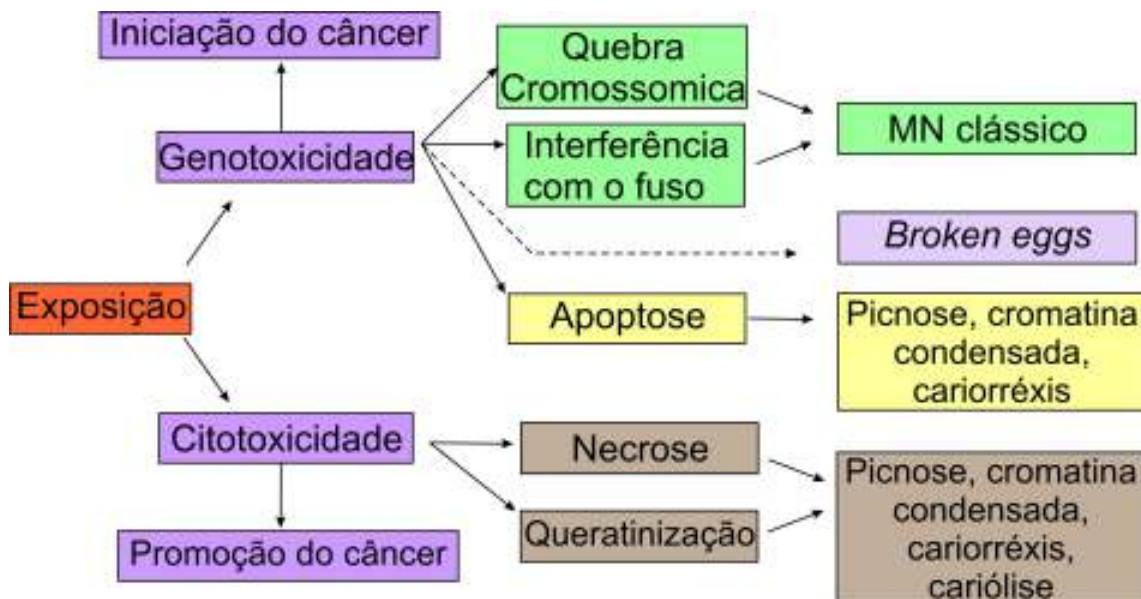 Iniciação do câncer
Quebra
Cromossomica
MN clássico
Genotoxicidade
Interferência
com o fuso
Broken eggs
Exposição
Apoptose
Picnose, cromatina
condensada,
cariorréxis
Citotoxicidade
Necrose
Picnose, cromatina
condensada,
cariorréxis,
cariólise
Queratinização
Promoção do câncer